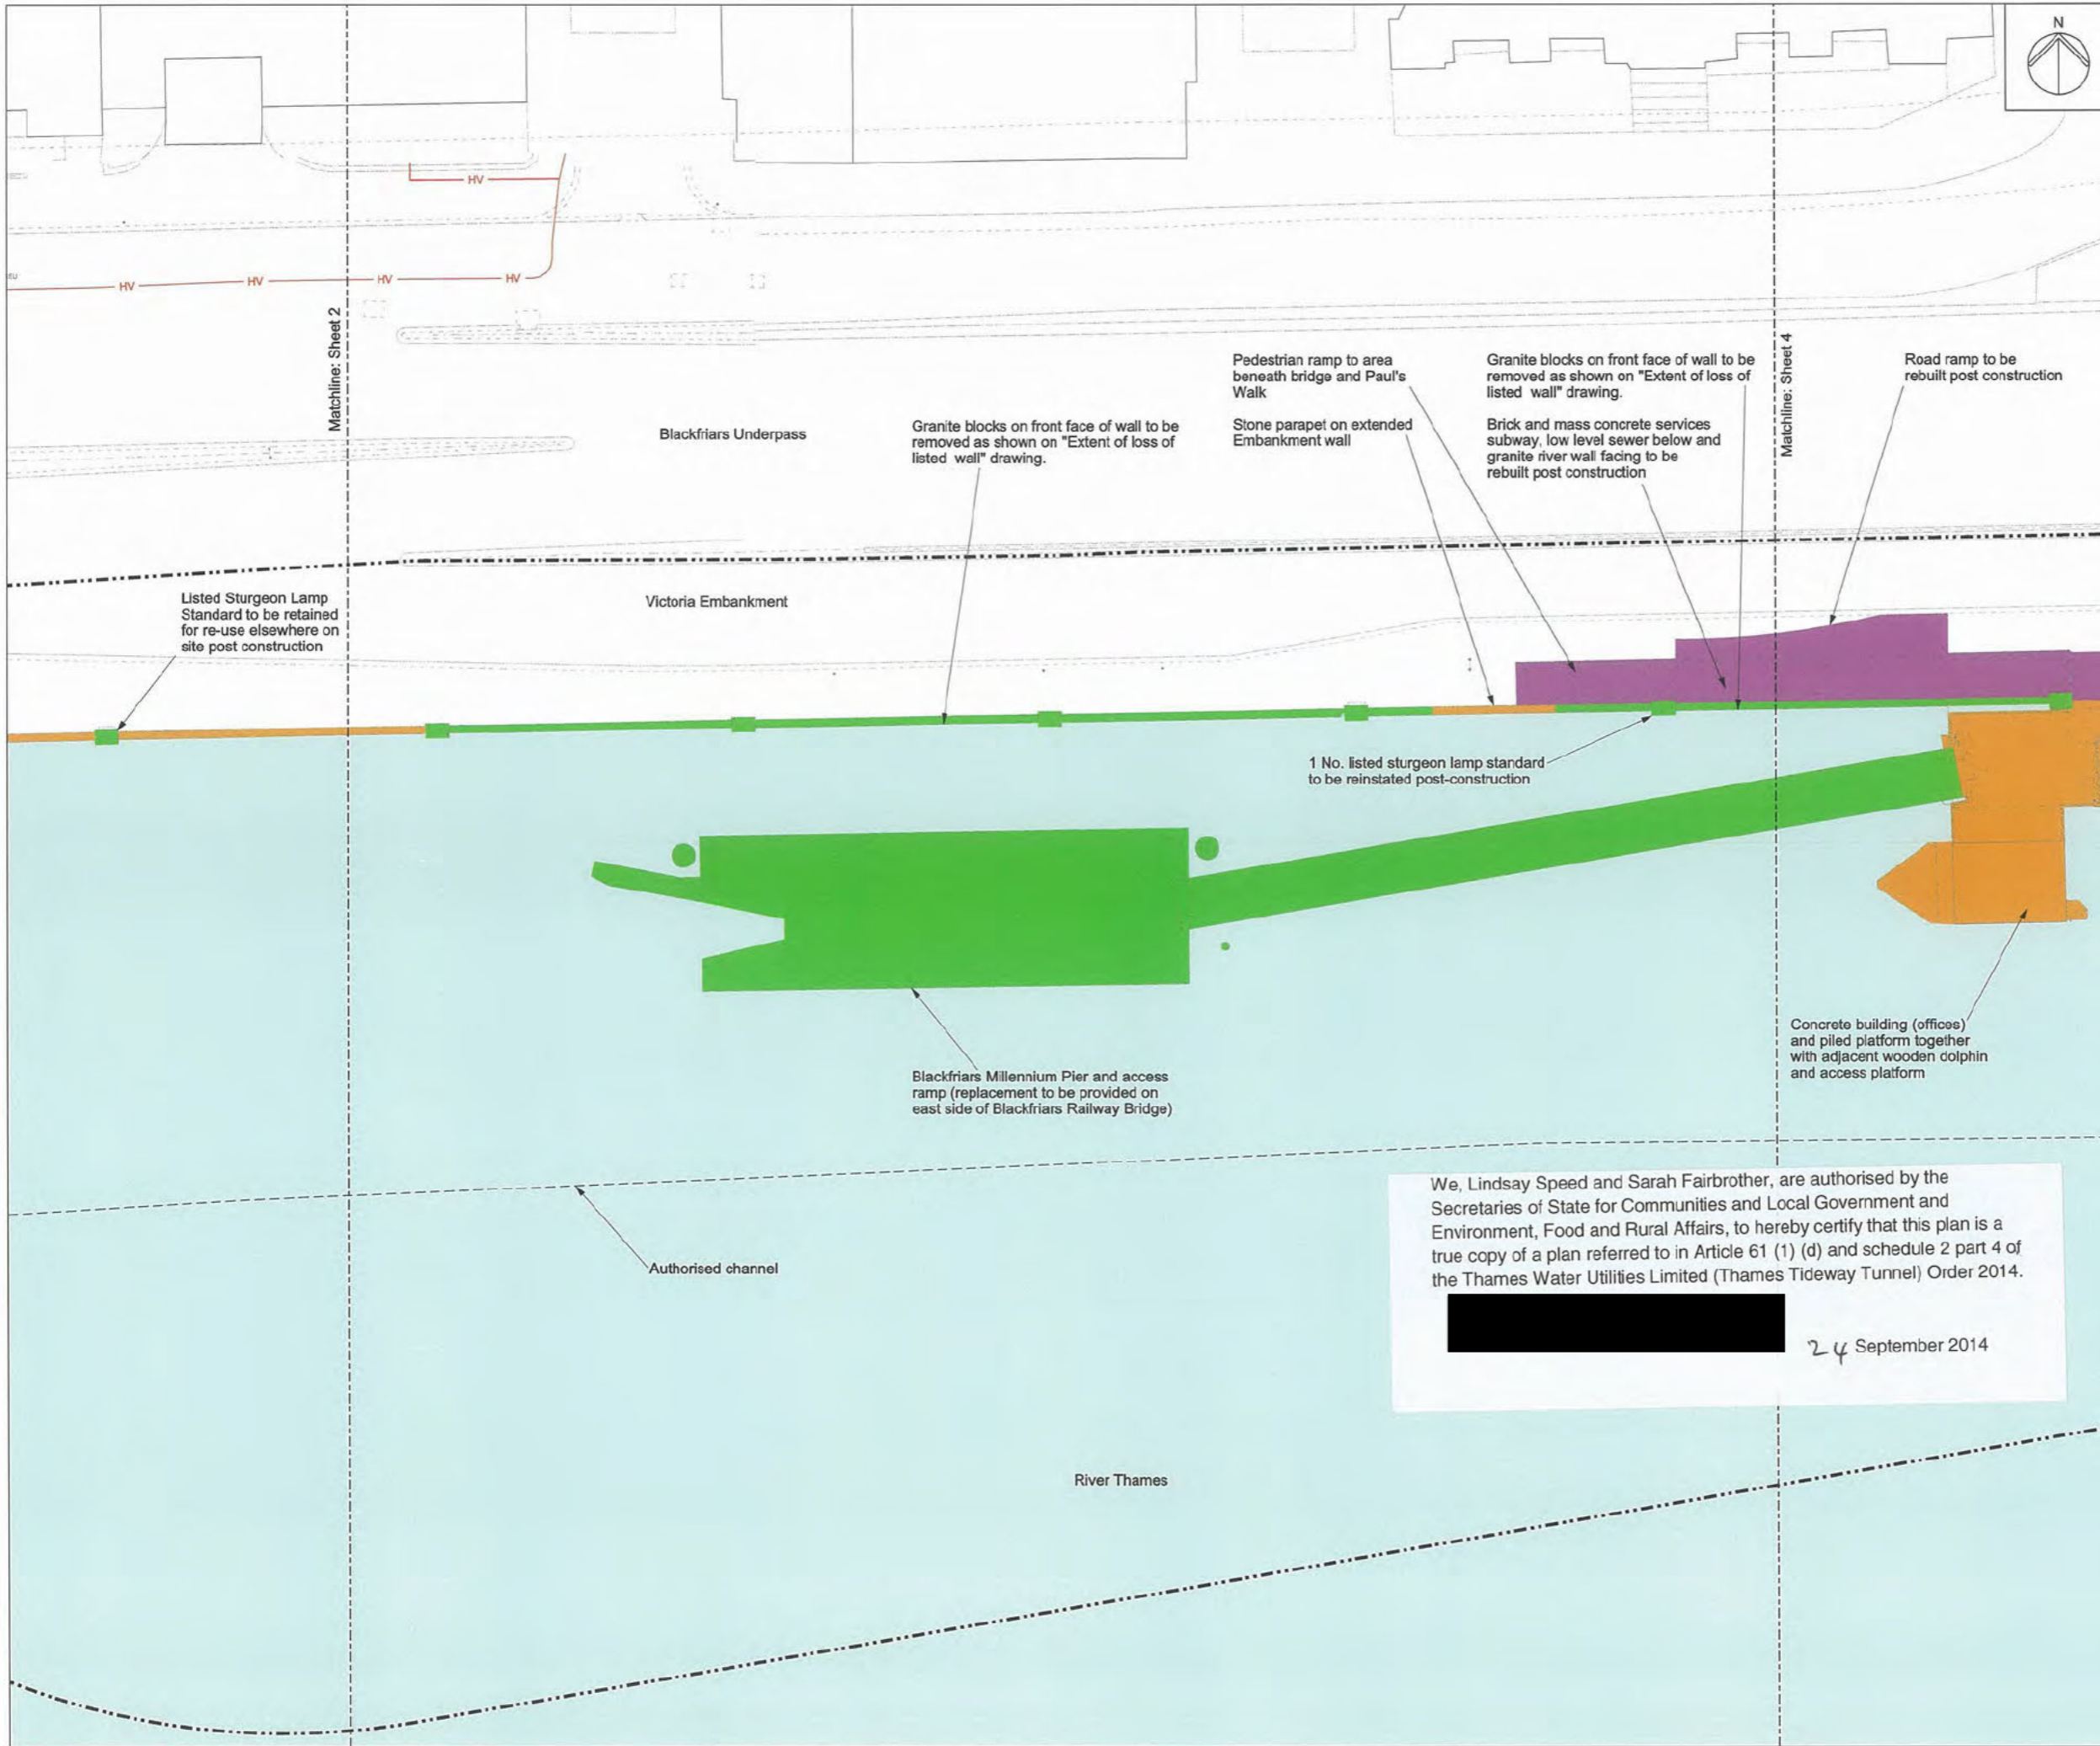 N
HV
HV
HV
HV
HV
Matchline: Sheet 2
Matchline: Sheet 4
Pedestrian ramp to area
beneath bridge and Paul's
Walk
Stone parapet on extended
Embankment wall
Granite blocks on front face of wall to be
removed as shown on "Extent of loss of
listed wall" drawing.
Brick and mass concrete services
subway, low level sewer below and
granite river wall facing to be
rebuilt post construction
Road ramp to be
rebuilt post construction
Blackfriars Underpass
Granite blocks on front face of wall to be
removed as shown on "Extent of loss of
listed wall" drawing.
Listed Sturgeon Lamp
Standard to be retained
for re-use elsewhere on
site post construction
Victoria Embankment
1 No. listed sturgeon lamp standard
to be reinstated post-construction
Blackfriars Millennium Pier and access
ramp (replacement to be provided on
east side of Blackfriars Railway Bridge)
Concrete building (offices)
and piled platform together
with adjacent wooden dolphin
and access platform
Authorised channel
We, Lindsay Speed and Sarah Fairbrother, are authorised by the
Secretaries of State for Communities and Local Government and
Environment, Food and Rural Affairs, to hereby certify that this plan is a
true copy of a plan referred to in Article 61 (1) (d) and schedule 2 part 4 of
the Thames Water Utilities Limited (Thames Tideway Tunnel) Order 2014.
24 September 2014
River Thames